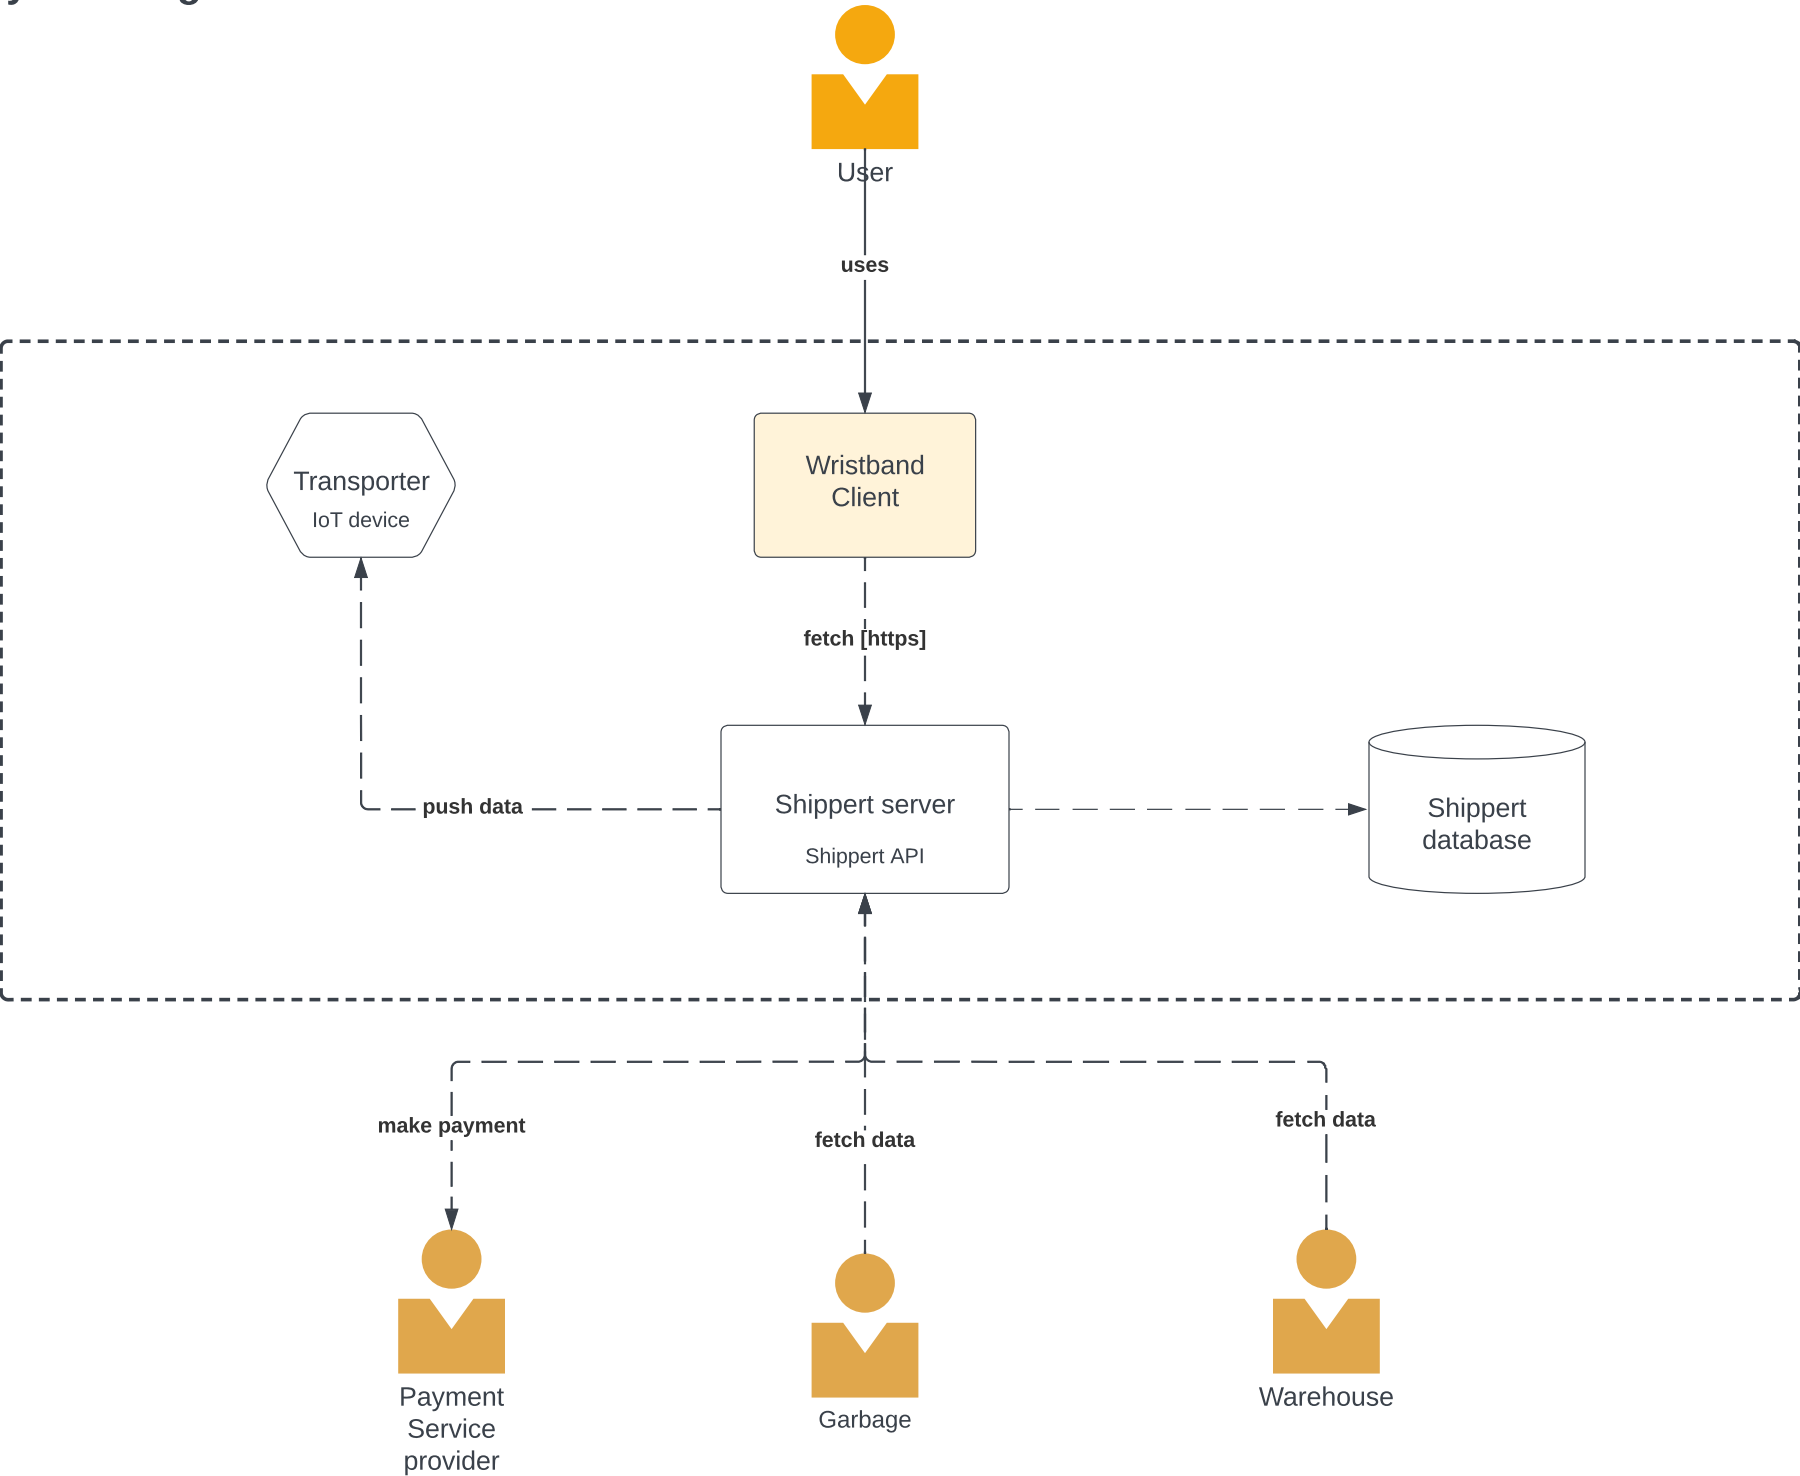 User
uses
Transporter
IoT device
Wristband
Client
fetch [https]
push data
Shippert server
Shippert API
Shippert
database
make payment
fetch data
fetch data
Payment
Service
provider
Garbage
Warehouse